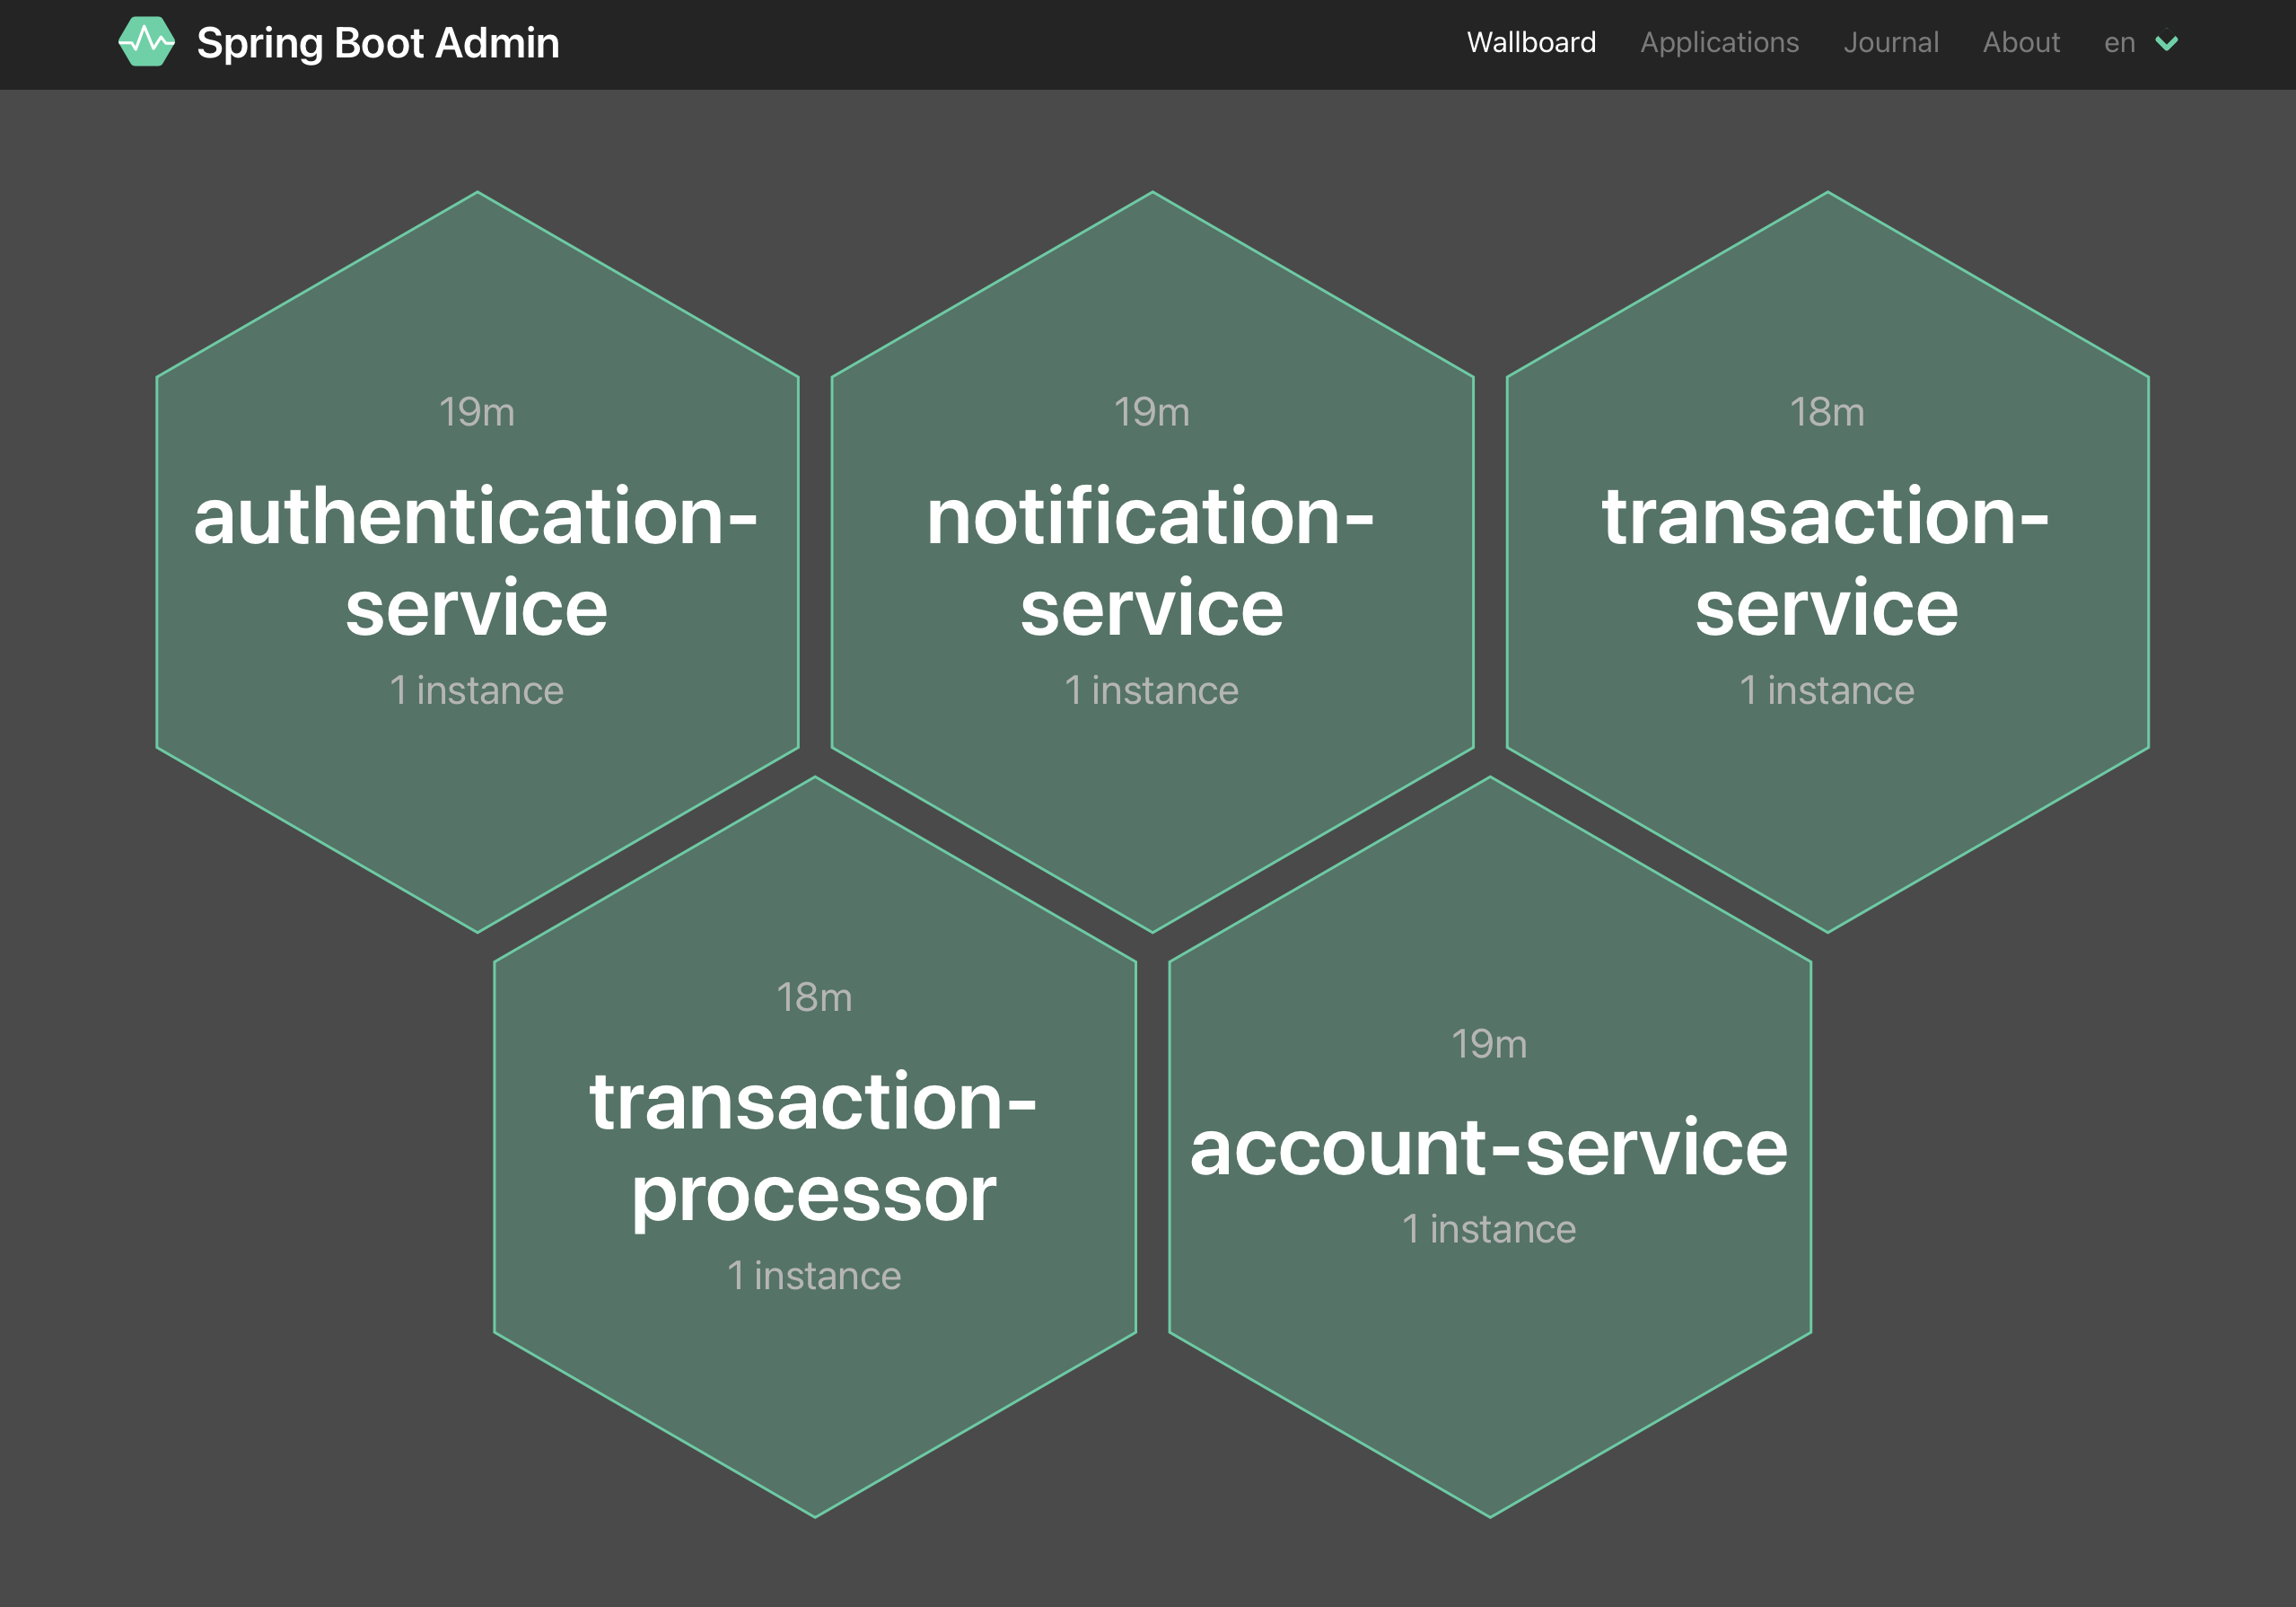 Spring Boot Admin
Wallboard Applications Journal About en
19m
authentication-
service
1 instance
19m
notification-
service
1 instance
18m
transaction-
service
1 instance
18m
transaction-
processor
1 instance
19m
account-service
1 instance